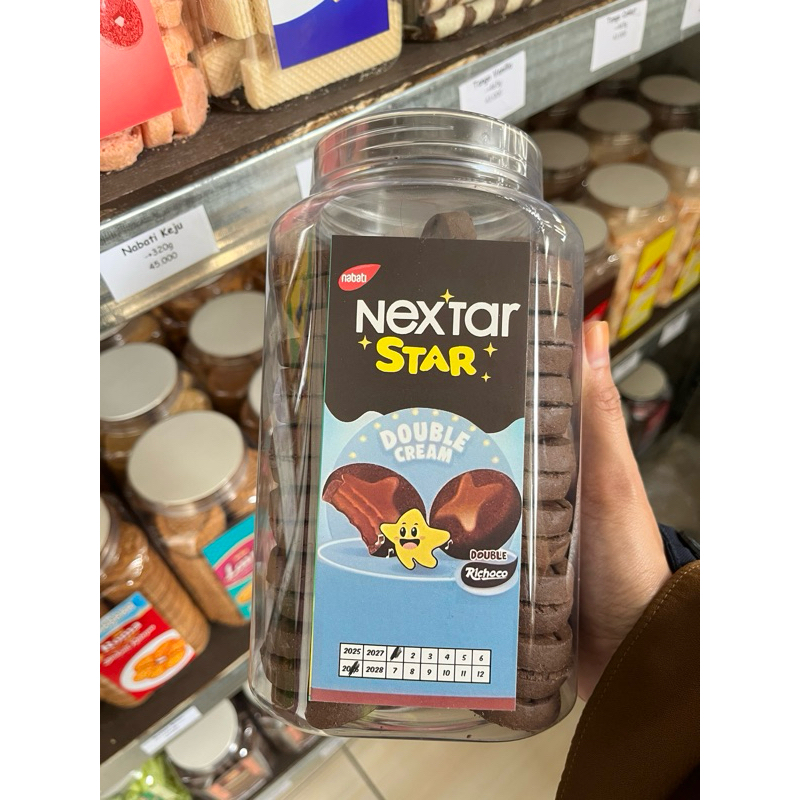 Nabati Keju
±320g
45.000
nabati
Nextar
STAR
DOUBLE
CREAM
DOUBLE
Richoco
2025 2027 2 3 4 5 6
2028 7 8 9 10 11 12